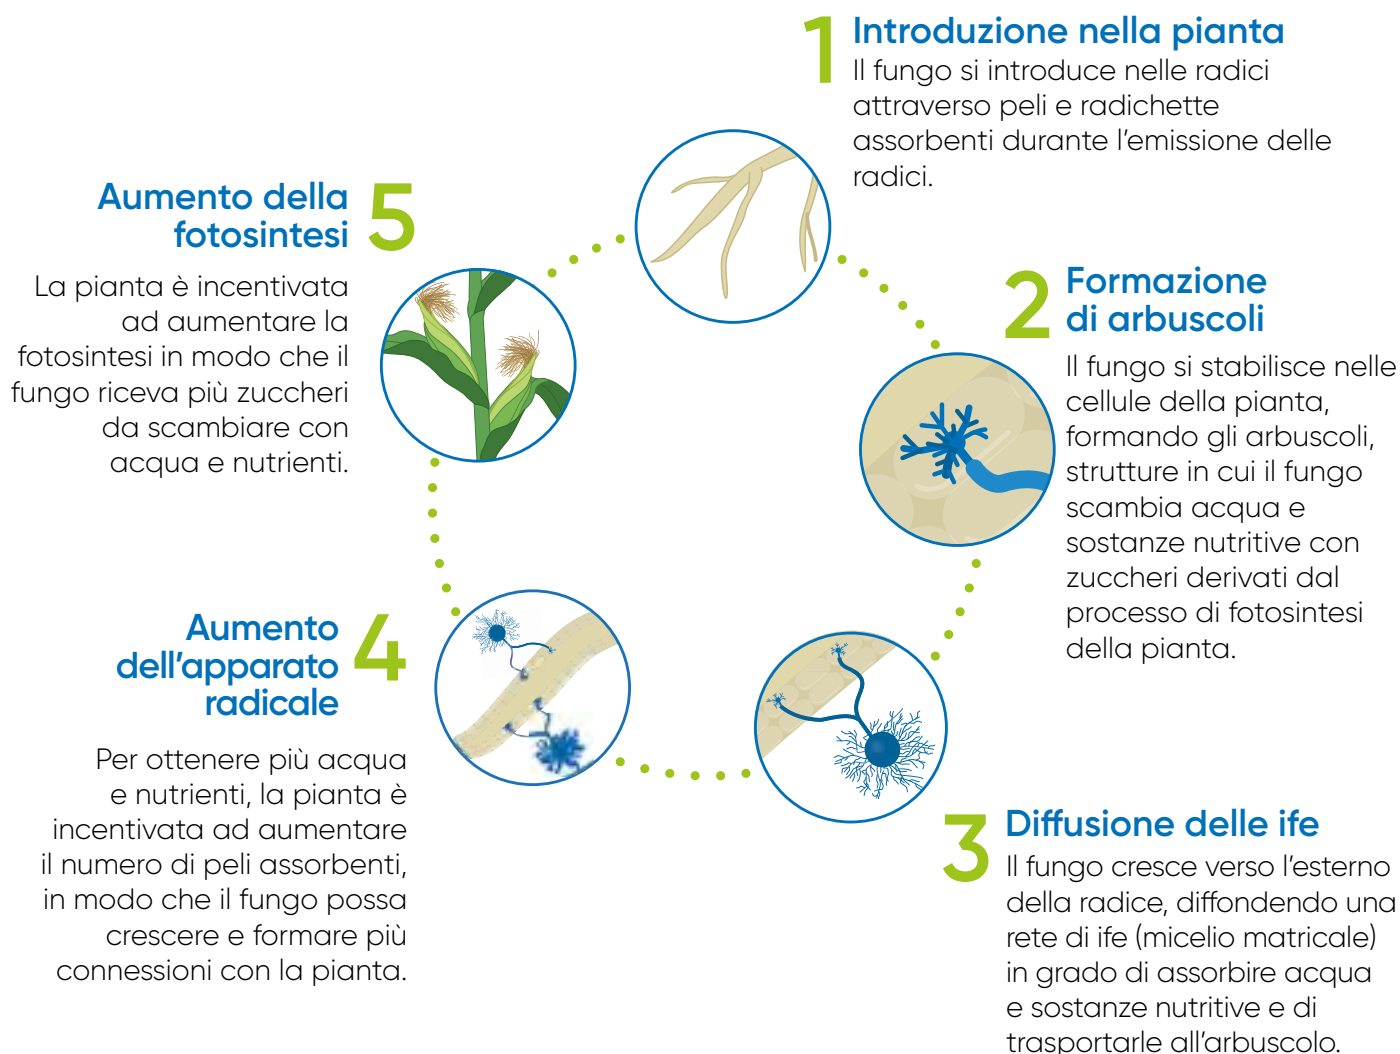 1
Introduzione nella pianta
Il fungo si introduce nelle radici
attraverso peli e radichette
assorbenti durante l'emissione delle
radici.
2
Formazione
di arbuscoli
Il fungo si stabilisce nelle
cellule della pianta,
formando gli arbuscoli,
strutture in cui il fungo
scambia acqua e
sostanze nutritive con
zuccheri derivati dal
processo di fotosintesi
della pianta.
3
Diffusione delle ife
Il fungo cresce verso l'esterno
della radice, diffondendo una
rete di ife (micelio matricale)
in grado di assorbire acqua
e sostanze nutritive e di
trasportarle all'arbuscolo.
4
Aumento
dell'apparato
radicale
Per ottenere più acqua
e nutrienti, la pianta è
incentivata ad aumentare
il numero di peli assorbenti,
in modo che il fungo possa
crescere e formare più
connessioni con la pianta.
5
Aumento della
fotosintesi
La pianta è incentivata
ad aumentare la
fotosintesi in modo che il
fungo riceva più zuccheri
da scambiare con
acqua e nutrienti.